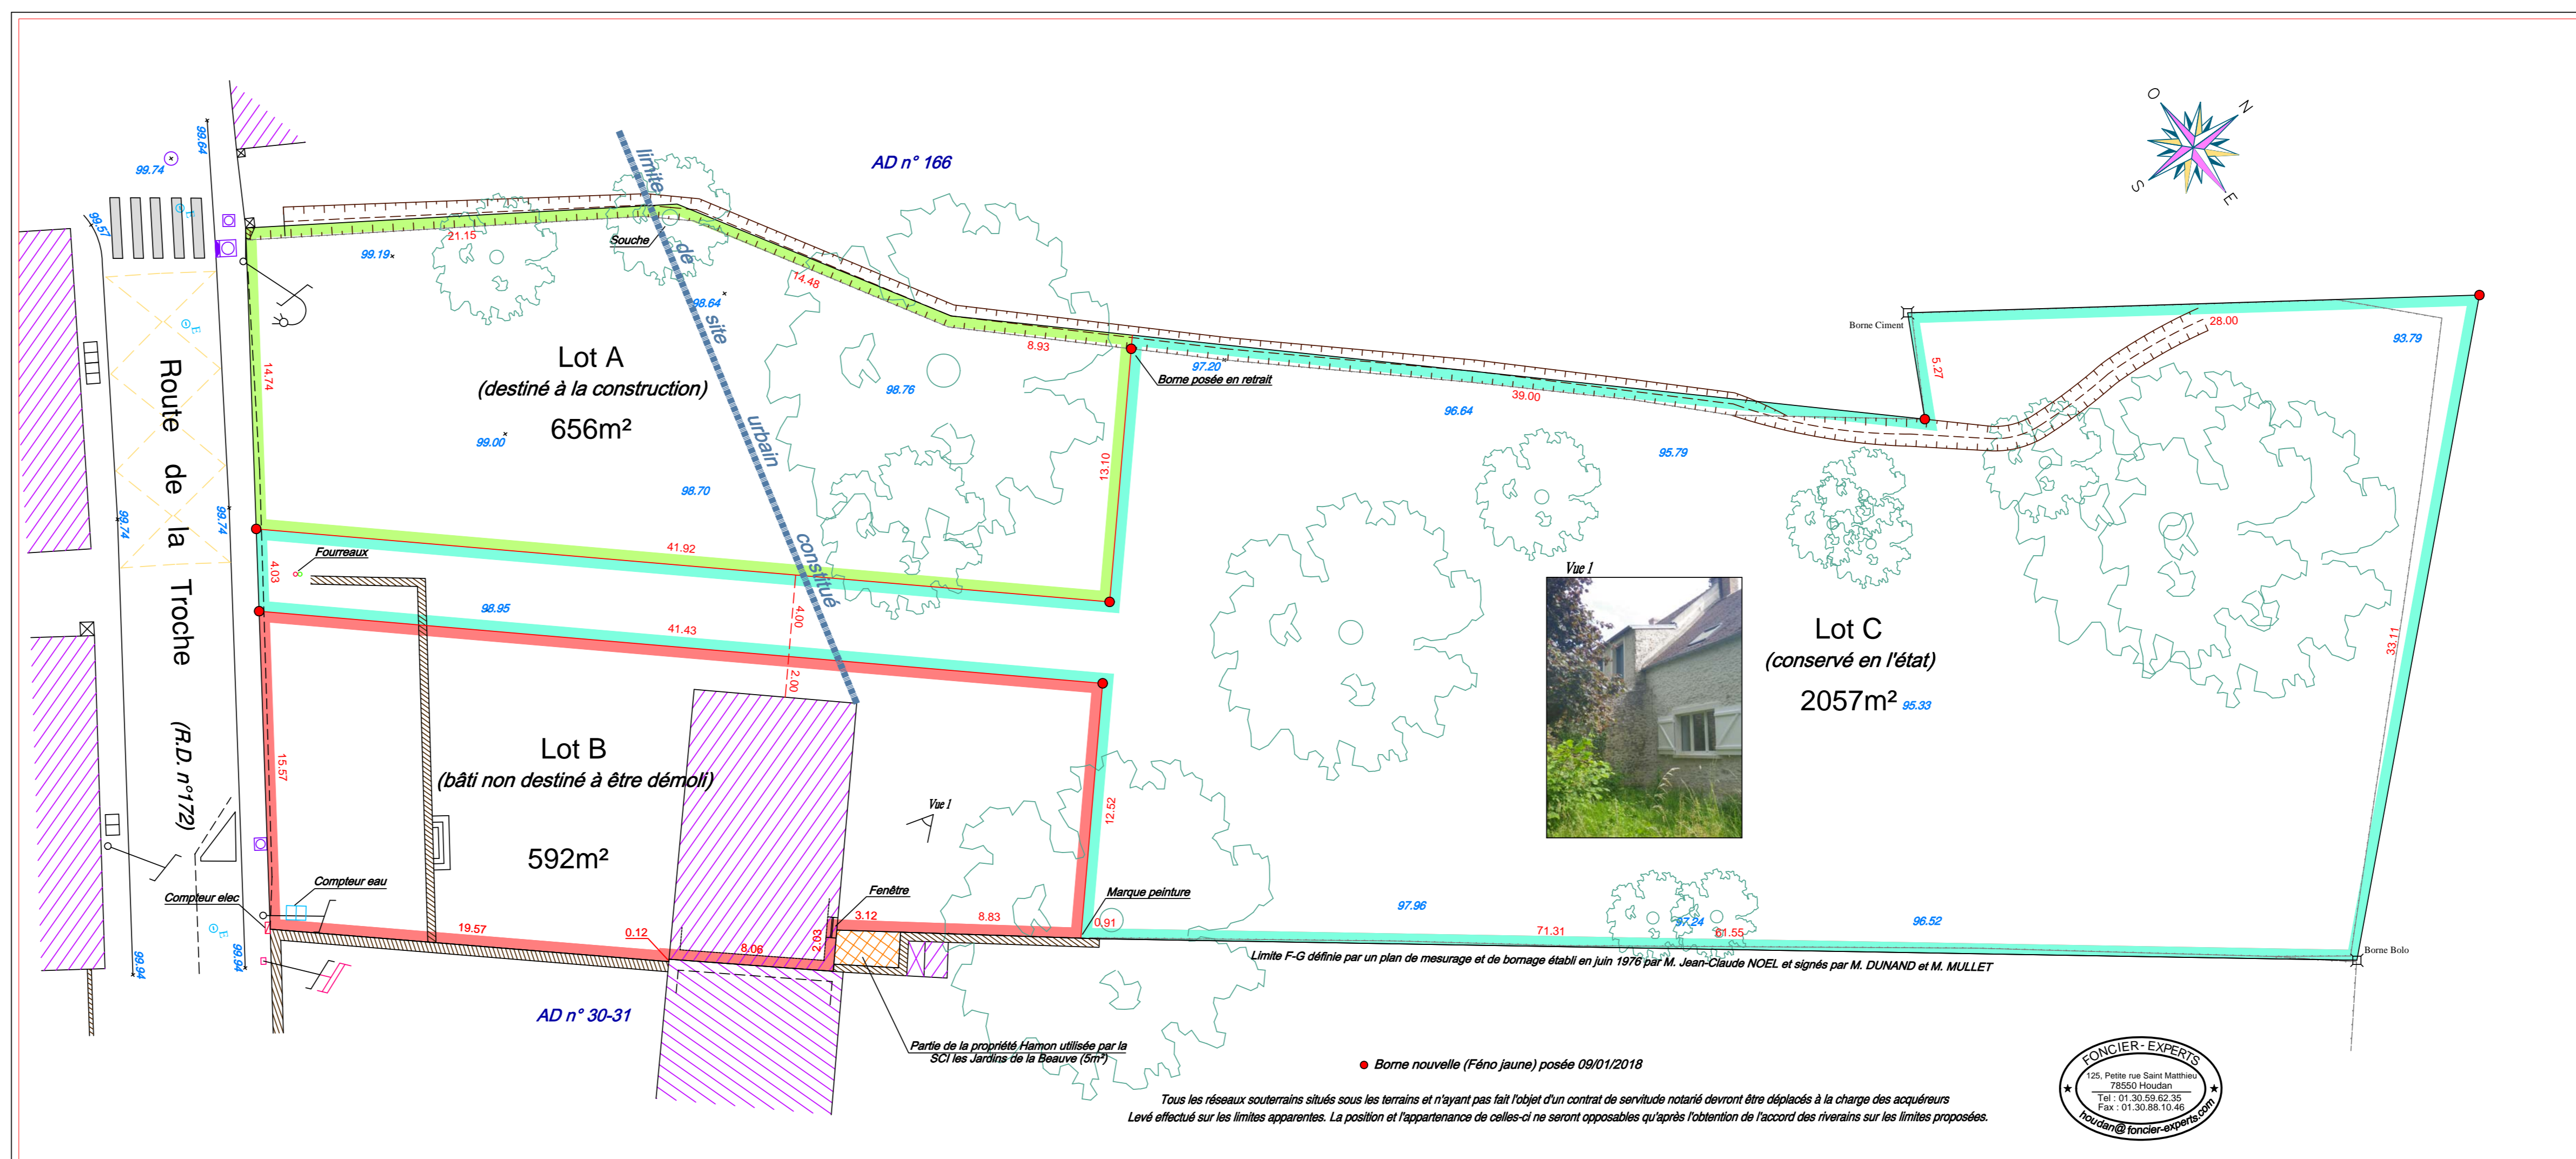 O
N
S
E
AD n° 166
limite
de
site
urbain
constitué
99.64
99.74
99.57
E
21.15
Souche
99.19
98.64
14.48
8.93
97.20
Borne posée en retrait
Borne Ciment
28.00
93.79
5.27
39.00
96.64
95.79
98.76
Lot A
(destiné à la construction)
656m²
99.00
98.70
14.74
13.10
E
Route de la Troche (R.D. n°172)
99.74
99.74
41.92
Fourreaux
4.03
98.95
41.43
4.00
2.00
Vue 1
Lot C
(conservé en l'état)
2057m²
95.33
33.11
Lot B
(bâti non destiné à être démoli)
592m²
15.57
Vue 1
12.52
Compteur eau
Compteur elec
Fenêtre
Marque peinture
3.12
8.83
0.91
97.96
97.24
96.52
71.31
61.55
19.57
0.12
8.06
2.03
E
99.94
99.94
Borne Bolo
Limite F-G définie par un plan de mesurage et de bornage établi en juin 1976 par M. Jean-Claude NOEL et signés par M. DUNAND et M. MULLET
AD n° 30-31
Partie de la propriété Hamon utilisée par la
SCI les Jardins de la Beauve (5m²)
Borne nouvelle (Féno jaune) posée 09/01/2018
Tous les réseaux souterrains situés sous les terrains et n'ayant pas fait l'objet d'un contrat de servitude notarié devront être déplacés à la charge des acquéreurs
Levé effectué sur les limites apparentes. La position et l'appartenance de celles-ci ne seront opposables qu'après l'obtention de l'accord des riverains sur les limites proposées.
FONCIER - EXPERTS
125, Petite rue Saint Matthieu
78550 Houdan
Tel : 01.30.59.62.35
Fax : 01.30.88.10.46
houdan@foncier-experts.com